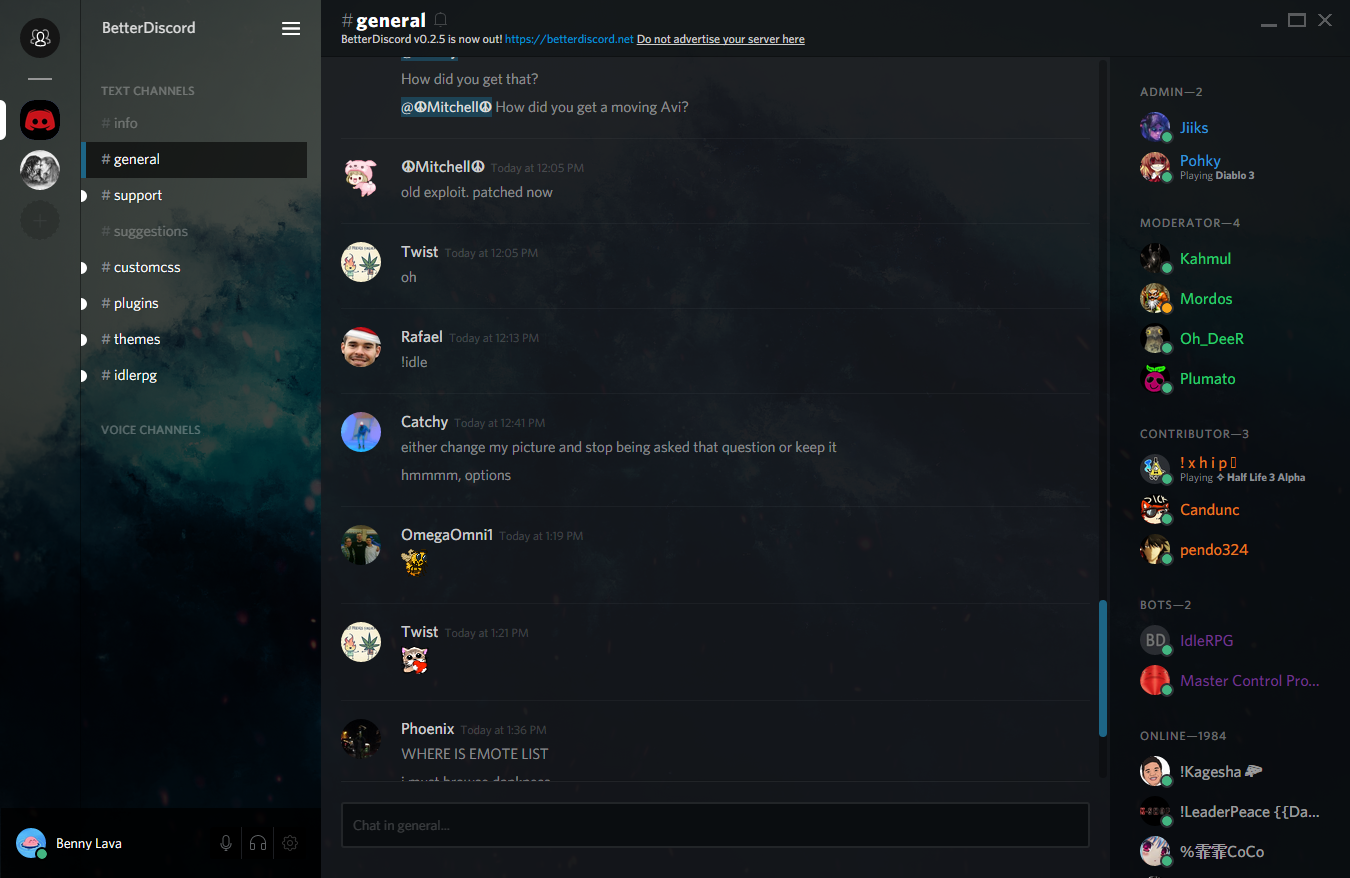 BetterDiscord
TEXT CHANNELS
# info
# general
# support
# suggestions
# customcss
# plugins
# themes
# idlerpg
VOICE CHANNELS
Benny Lava
# general
BetterDiscord v0.2.5 is now out! https://betterdiscord.net Do not advertise your server here
How did you get that?
@☮Mitchell☮ How did you get a moving Avi?
☮Mitchell☮ Today at 12:05 PM
old exploit. patched now
Twist Today at 12:05 PM
oh
Rafael Today at 12:13 PM
!idle
Catchy Today at 12:41 PM
either change my picture and stop being asked that question or keep it
hmmmm, options
OmegaOmni1 Today at 1:19 PM
Twist Today at 1:21 PM
Phoenix Today at 1:36 PM
WHERE IS EMOTE LIST
i must browse dankness
Chat in general...
ADMIN—2
Jiiks
Pohky
Playing Diablo 3
MODERATOR—4
Kahmul
Mordos
Oh_DeeR
Plumato
CONTRIBUTOR—3
! x h i p
Playing ✧ Half Life 3 Alpha
Candunc
pendo324
BOTS—2
BD
IdleRPG
Master Control Pro...
ONLINE—1984
!Kagesha
!LeaderPeace {{Da...
%霏霏CoCo